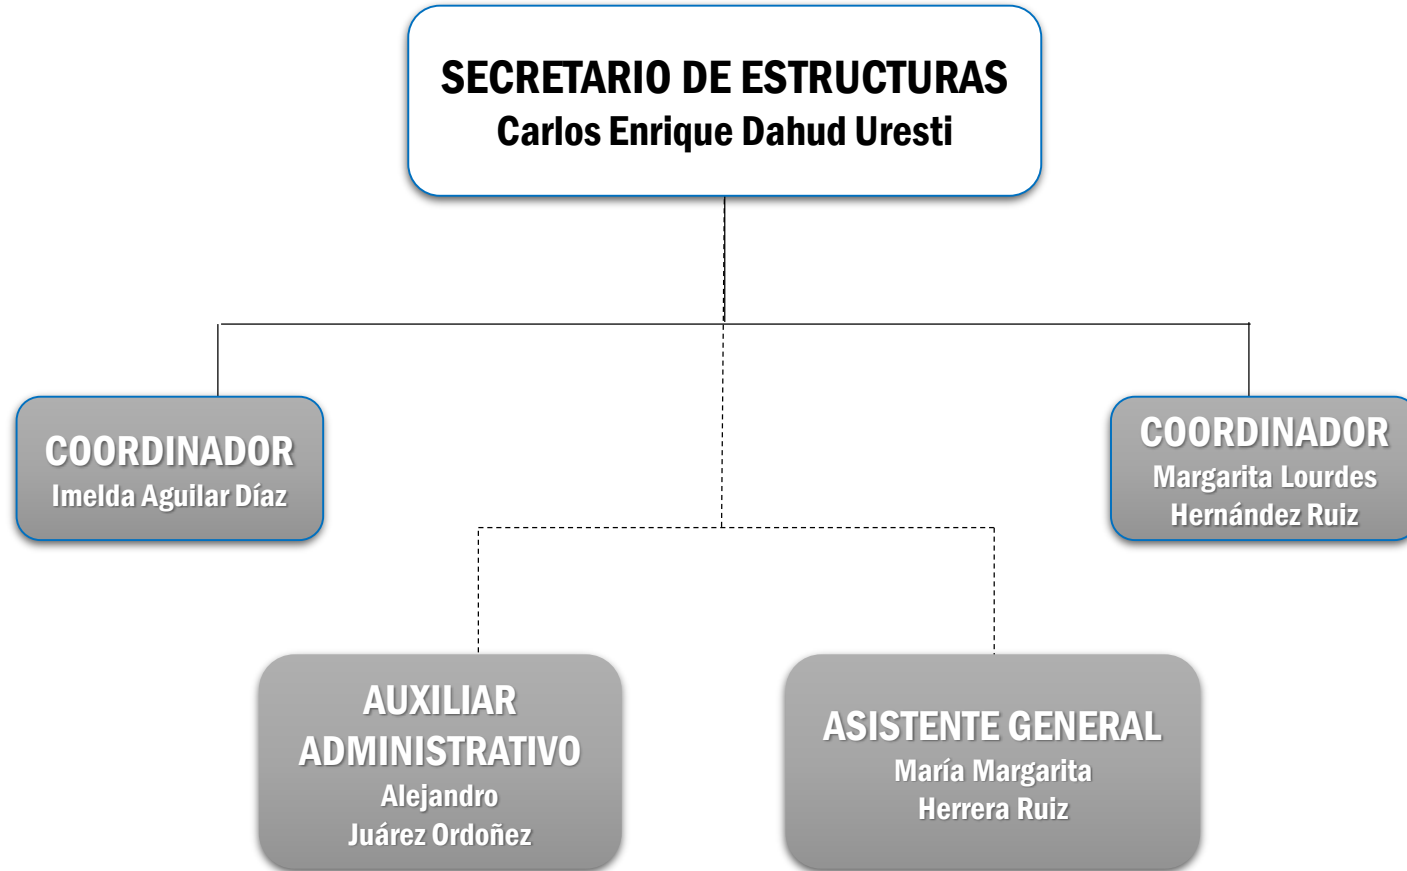 SECRETARIO DE ESTRUCTURAS
Carlos Enrique Dahud Uresti
COORDINADOR
Imelda Aguilar Díaz
COORDINADOR
Margarita Lourdes
Hernández Ruiz
AUXILIAR
ADMINISTRATIVO
Alejandro
Juárez Ordoñez
ASISTENTE GENERAL
María Margarita
Herrera Ruiz